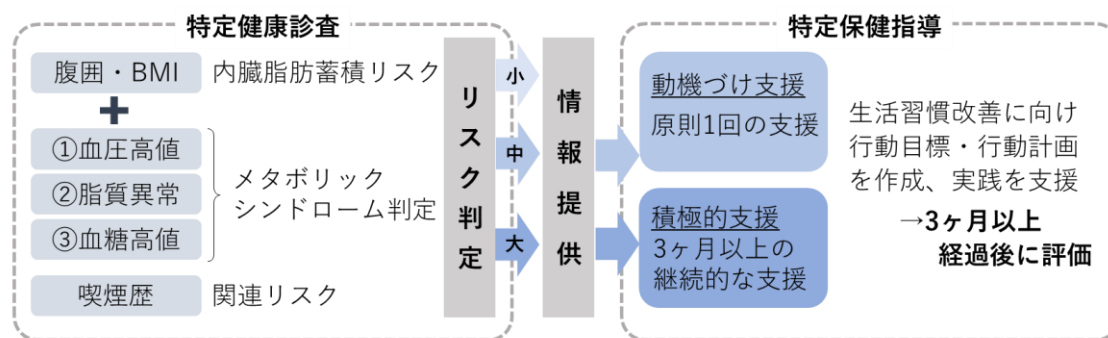 特定健康診査
腹囲・BMI
内臓脂肪蓄積リスク
+
①血圧高値
②脂質異常
③血糖高値
メタボリック
シンドローム判定
喫煙歴
関連リスク
リスク判定
小
中
大
情報提供
特定保健指導
動機づけ支援
原則1回の支援
積極的支援
3ヶ月以上の
継続的な支援
生活習慣改善に向け
行動目標・行動計画
を作成、実践を支援
→3ヶ月以上
経過後に評価